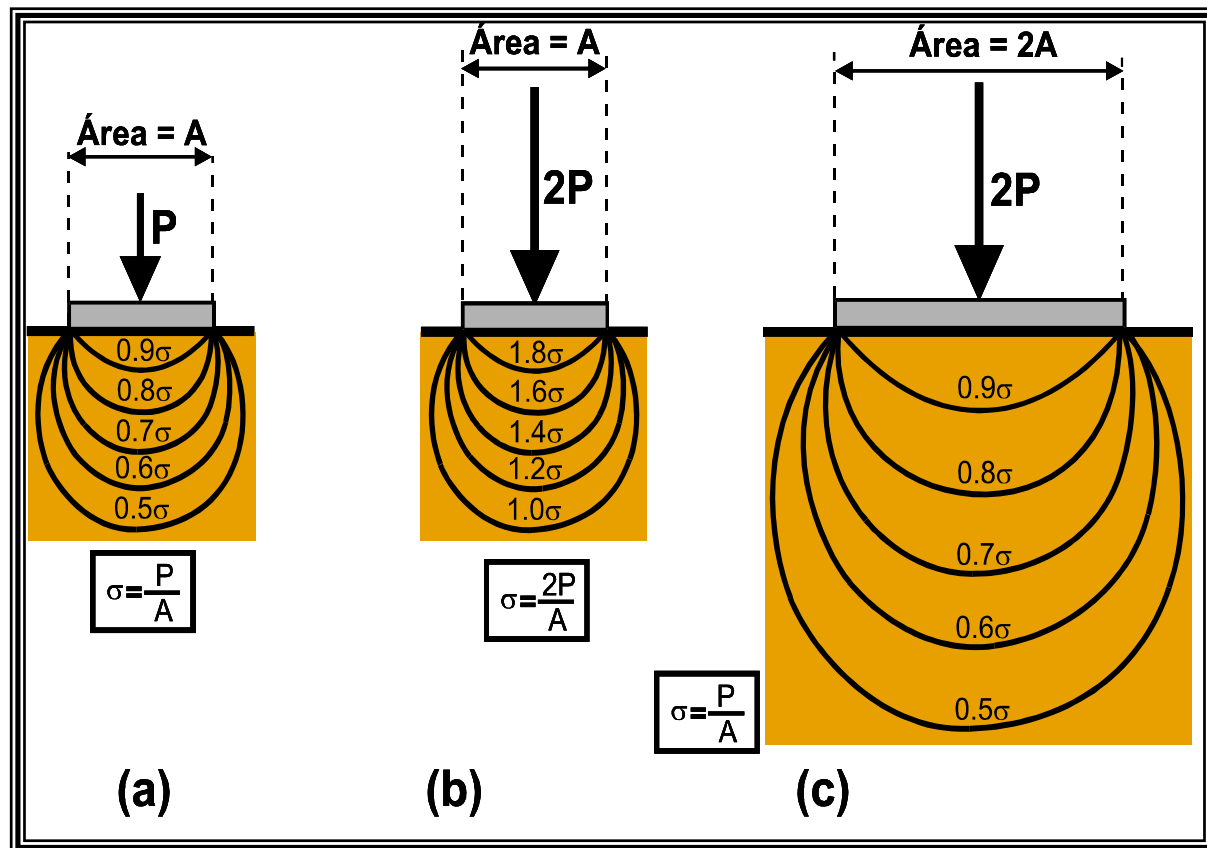 Área = A
P
0.9σ
0.8σ
0.7σ
0.6σ
0.5σ
σ=P/A
(a)
Área = A
2P
1.8σ
1.6σ
1.4σ
1.2σ
1.0σ
σ=2P/A
(b)
Área = 2A
2P
0.9σ
0.8σ
0.7σ
0.6σ
0.5σ
σ=P/A
(c)